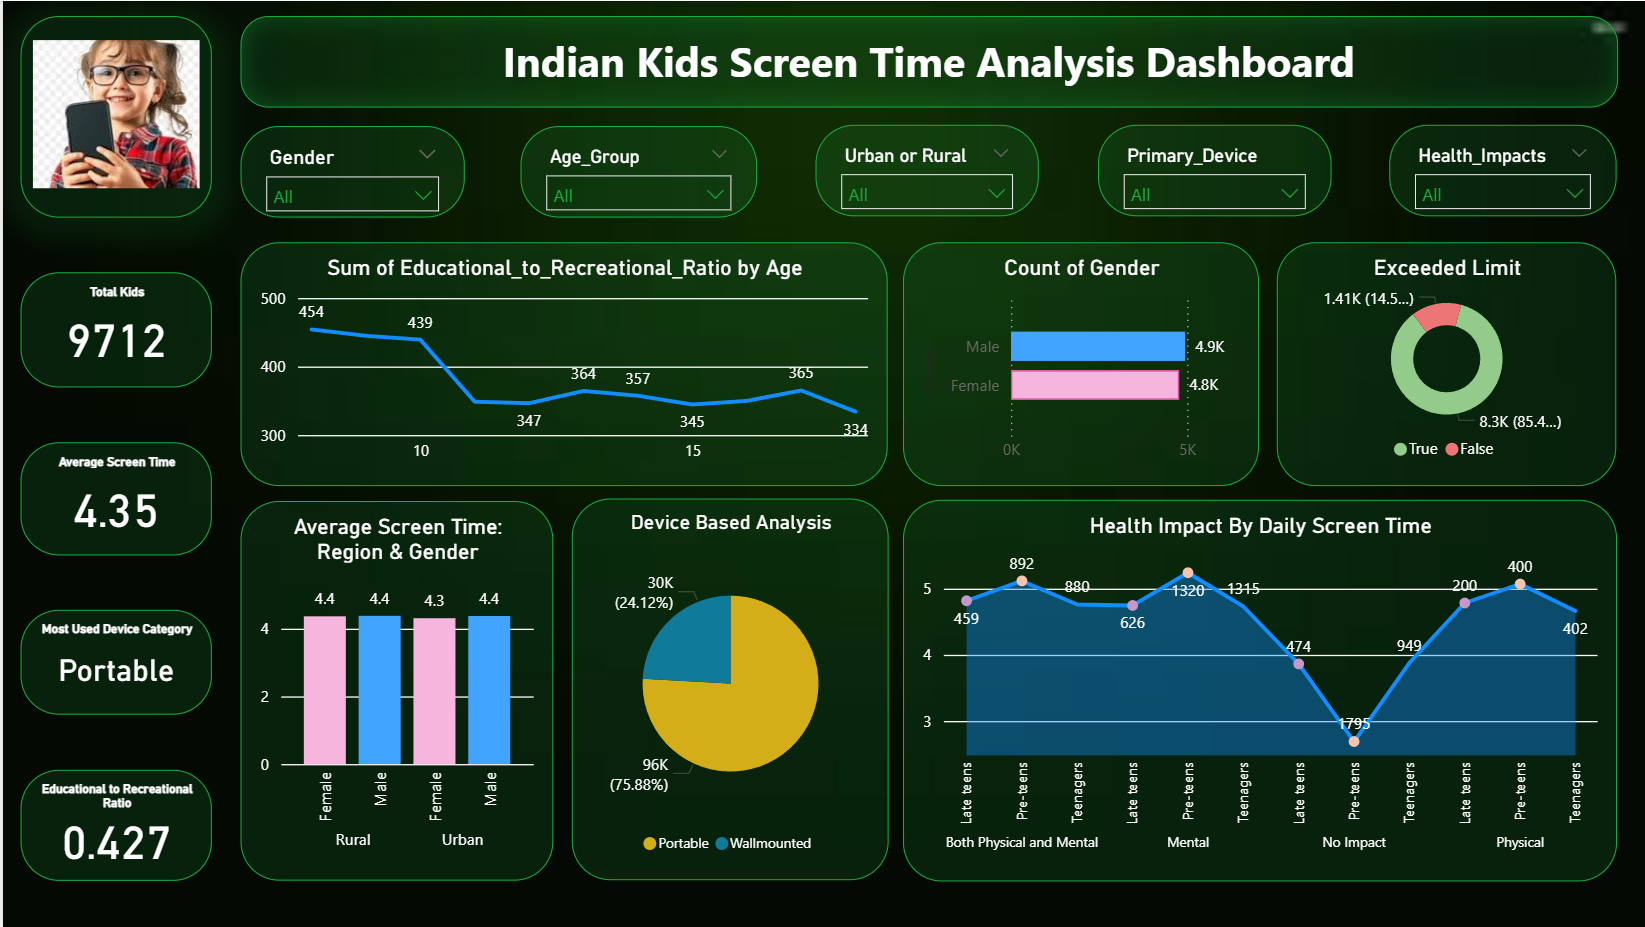 Indian Kids Screen Time Analysis Dashboard
Gender
All
Age_Group
All
Urban or Rural
All
Primary_Device
All
Health_Impacts
All
Total Kids
9712
Average Screen Time
4.35
Most Used Device Category
Portable
Educational to Recreational
Ratio
0.427
Sum of Educational_to_Recreational_Ratio by Age
500
400
300
454
439
347
364
357
345
365
334
10
15
Count of Gender
Male
4.9K
Female
4.8K
0K
5K
Exceeded Limit
1.41K (14.5...)
8.3K (85.4...)
True
False
Average Screen Time:
Region & Gender
4
2
0
4.4
4.4
4.3
4.4
Female
Male
Female
Male
Rural
Urban
Device Based Analysis
30K
(24.12%)
96K
(75.88%)
Portable
Wallmounted
Health Impact By Daily Screen Time
5
4
3
459
892
880
626
1320
1315
474
1795
949
200
400
402
Late teens
Pre-teens
Teenagers
Late teens
Pre-teens
Teenagers
Late teens
Pre-teens
Teenagers
Late teens
Pre-teens
Teenagers
Both Physical and Mental
Mental
No Impact
Physical